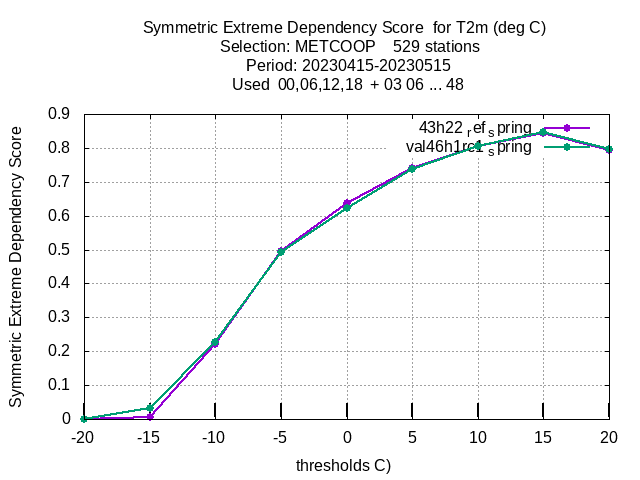 Symmetric Extreme Dependency Score for T2m (deg C)
Selection: METCOOP 529 stations
Period: 20230415-20230515
Used 00,06,12,18 + 03 06 ... 48
Symmetric Extreme Dependency Score
0.9
0.8
0.7
0.6
0.5
0.4
0.3
0.2
0.1
0
43h22 ref spring
val46h1rc1 spring
-20 -15 -10 -5 0 5 10 15 20
thresholds C)